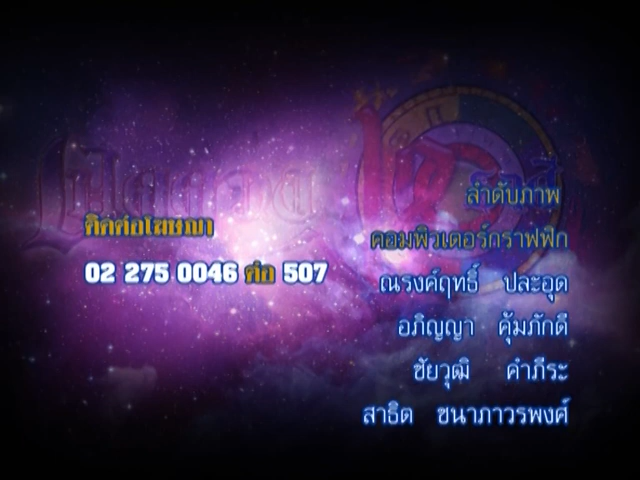 ติดต่อโฆษณา
02 275 0046 ต่อ 507
ลำดับภาพ
คอมพิวเตอร์กราฟฟิก
ณรงค์ฤทธิ์ ปละอุด
อภิญญา คุ้มภักดี
ชัยวุฒิ คำภีระ
สาธิต ชนาภาวรพงศ์